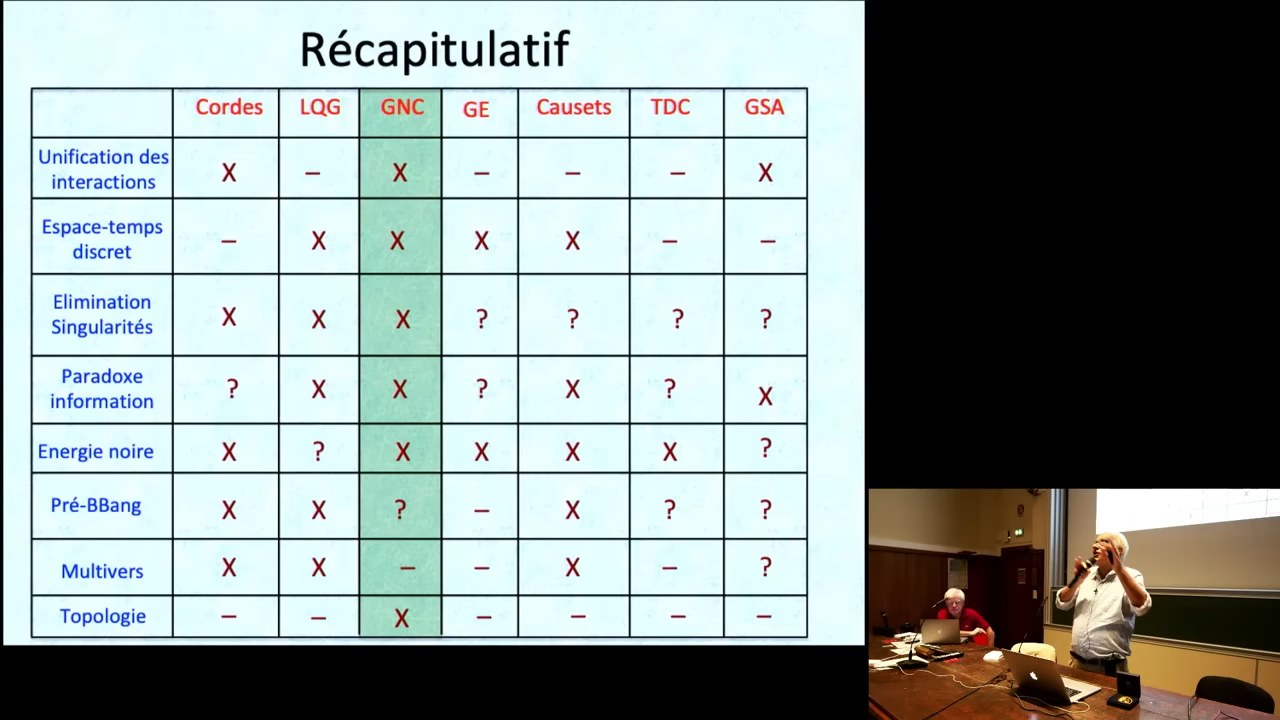 Récapitulatif
Cordes LQG GNC GE Causets TDC GSA
Unification des
interactions X – X – – – X
Espace-temps
discret – X X X X – –
Elimination
Singularités X X X ? ? ? ?
Paradoxe
information ? X X ? X ? X
Energie noire X ? X X X X ?
Pré-BBang X X ? – X ? ?
Multivers X X – – X – ?
Topologie – – X – – – –